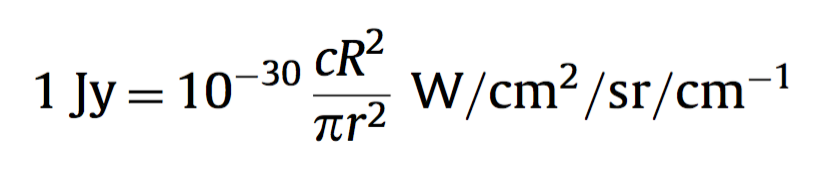 1 Jy = 10⁻³⁰ cR²/πr² W/cm²/sr/cm⁻¹